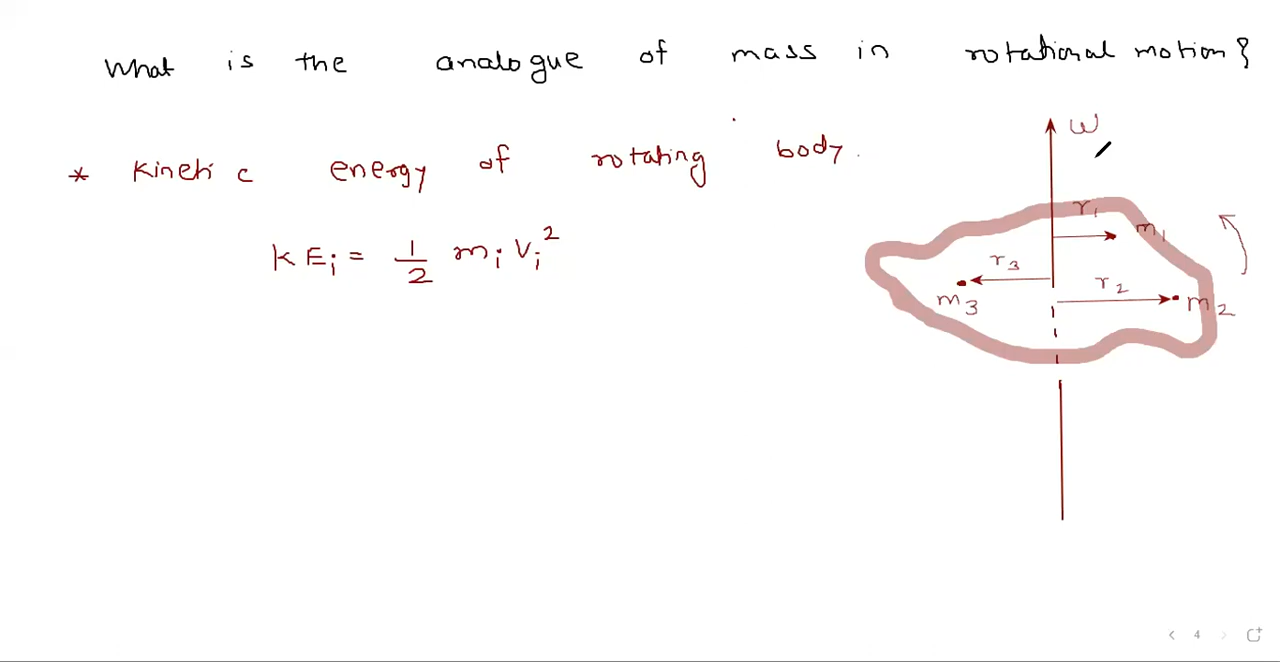 What is the analogue of mass in rotational motion?
* Kinetic energy of rotating body.
KE_i = 1/2 m_i v_i^2
ω
r_1 m_1
r_3
r_2
m_3 m_2
4